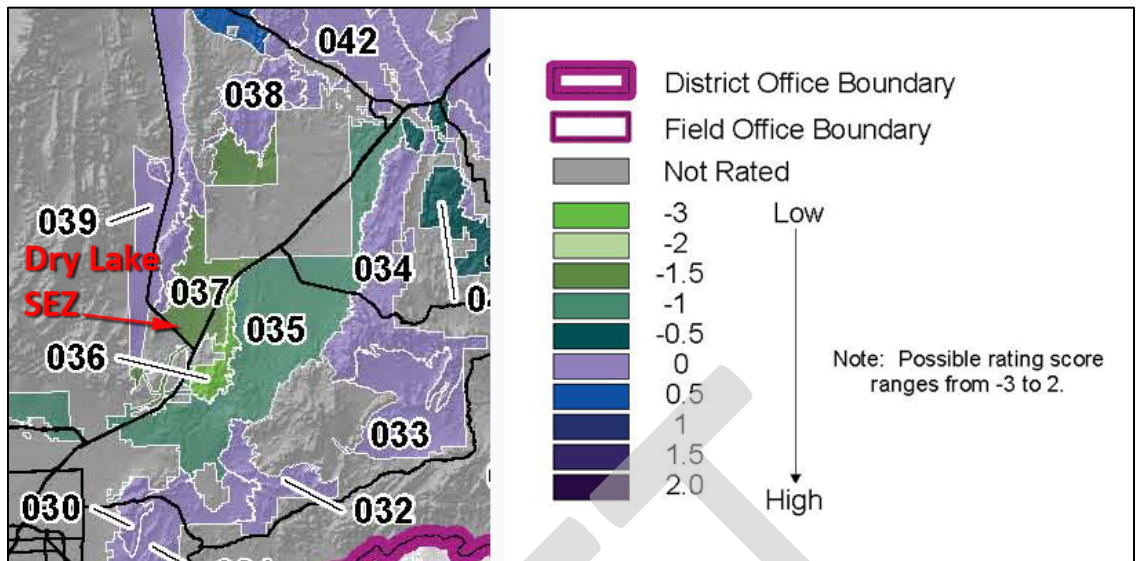 042
038
039
Dry Lake
SEZ
037
034
035
036
033
030
032
District Office Boundary
Field Office Boundary
Not Rated
-3
Low
-2
-1.5
-1
-0.5
0
0.5
1
1.5
2.0
High
Note: Possible rating score
ranges from -3 to 2.